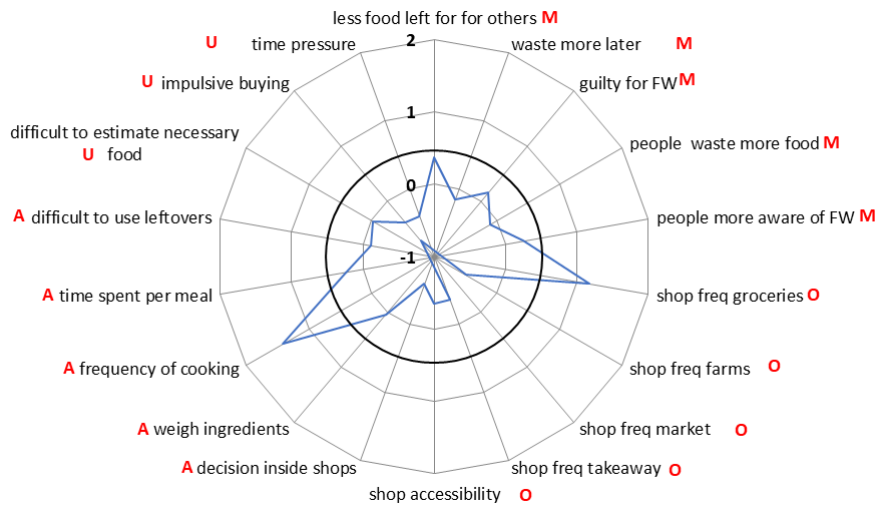 less food left for for others M
U time pressure
2
waste more later M
U impulsive buying
guilty for FW M
1
difficult to estimate necessary
U food
people waste more food M
0
A difficult to use leftovers
people more aware of FW M
-1
A time spent per meal
shop freq groceries O
A frequency of cooking
shop freq farms O
A weigh ingredients
shop freq market O
A decision inside shops
shop freq takeaway O
shop accessibility O